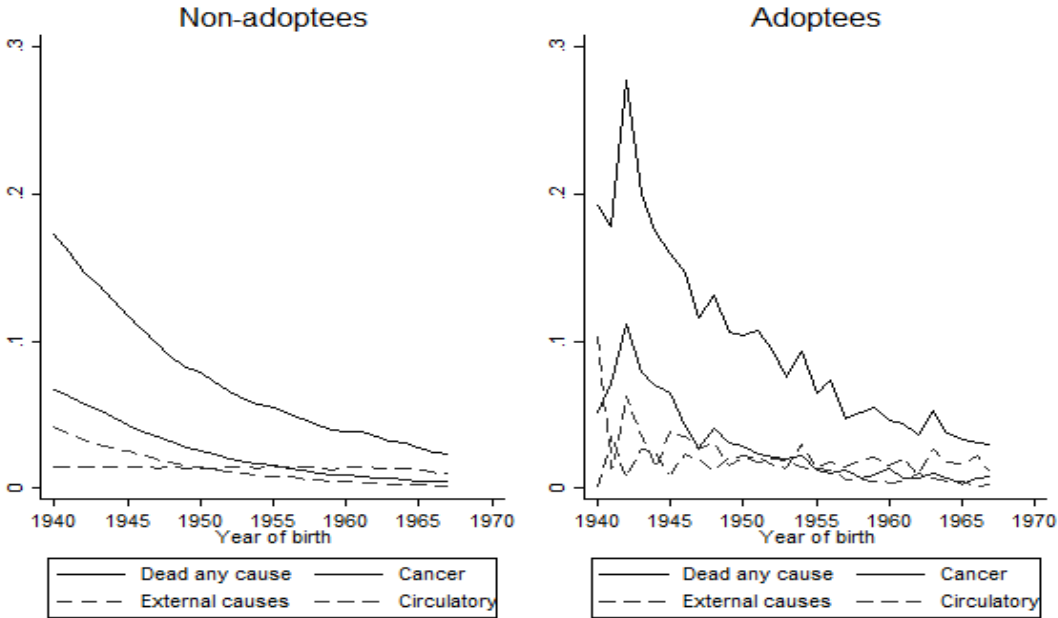 Non-adoptees
.3
.2
.1
0
1940 1945 1950 1955 1960 1965 1970
Year of birth
Dead any cause Cancer
External causes Circulatory
Adoptees
.3
.2
.1
0
1940 1945 1950 1955 1960 1965 1970
Year of birth
Dead any cause Cancer
External causes Circulatory